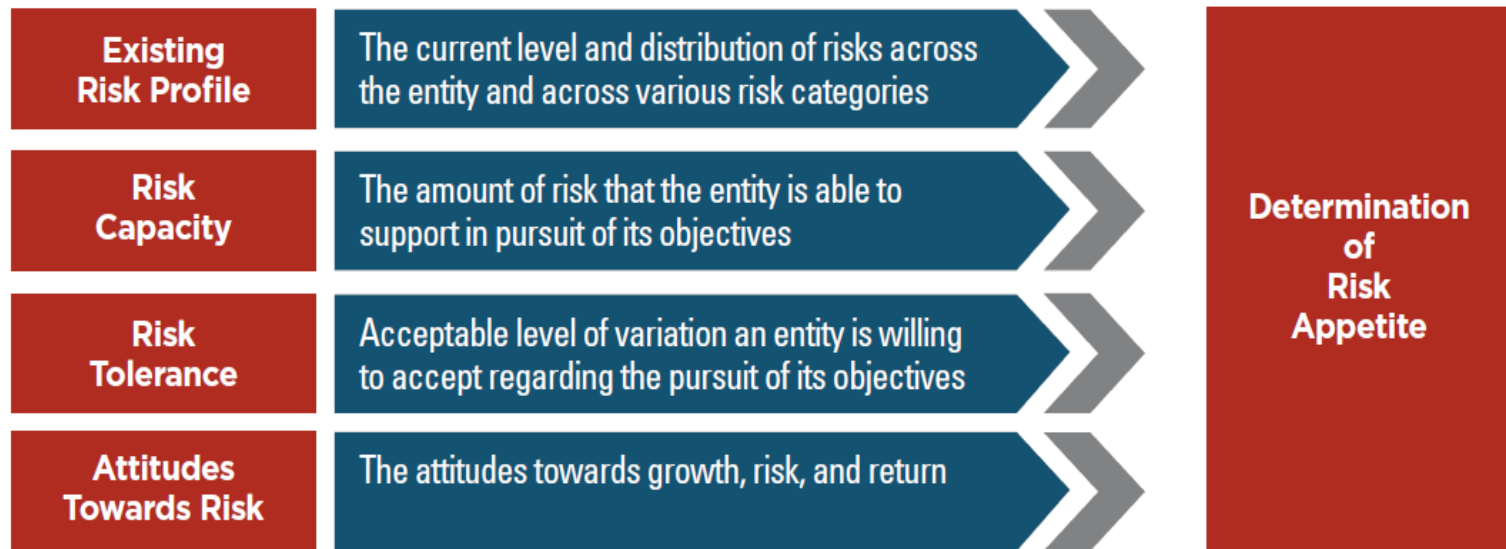 Existing
Risk Profile
The current level and distribution of risks across
the entity and across various risk categories
Risk
Capacity
The amount of risk that the entity is able to
support in pursuit of its objectives
Risk
Tolerance
Acceptable level of variation an entity is willing
to accept regarding the pursuit of its objectives
Attitudes
Towards Risk
The attitudes towards growth, risk, and return
Determination
of
Risk
Appetite